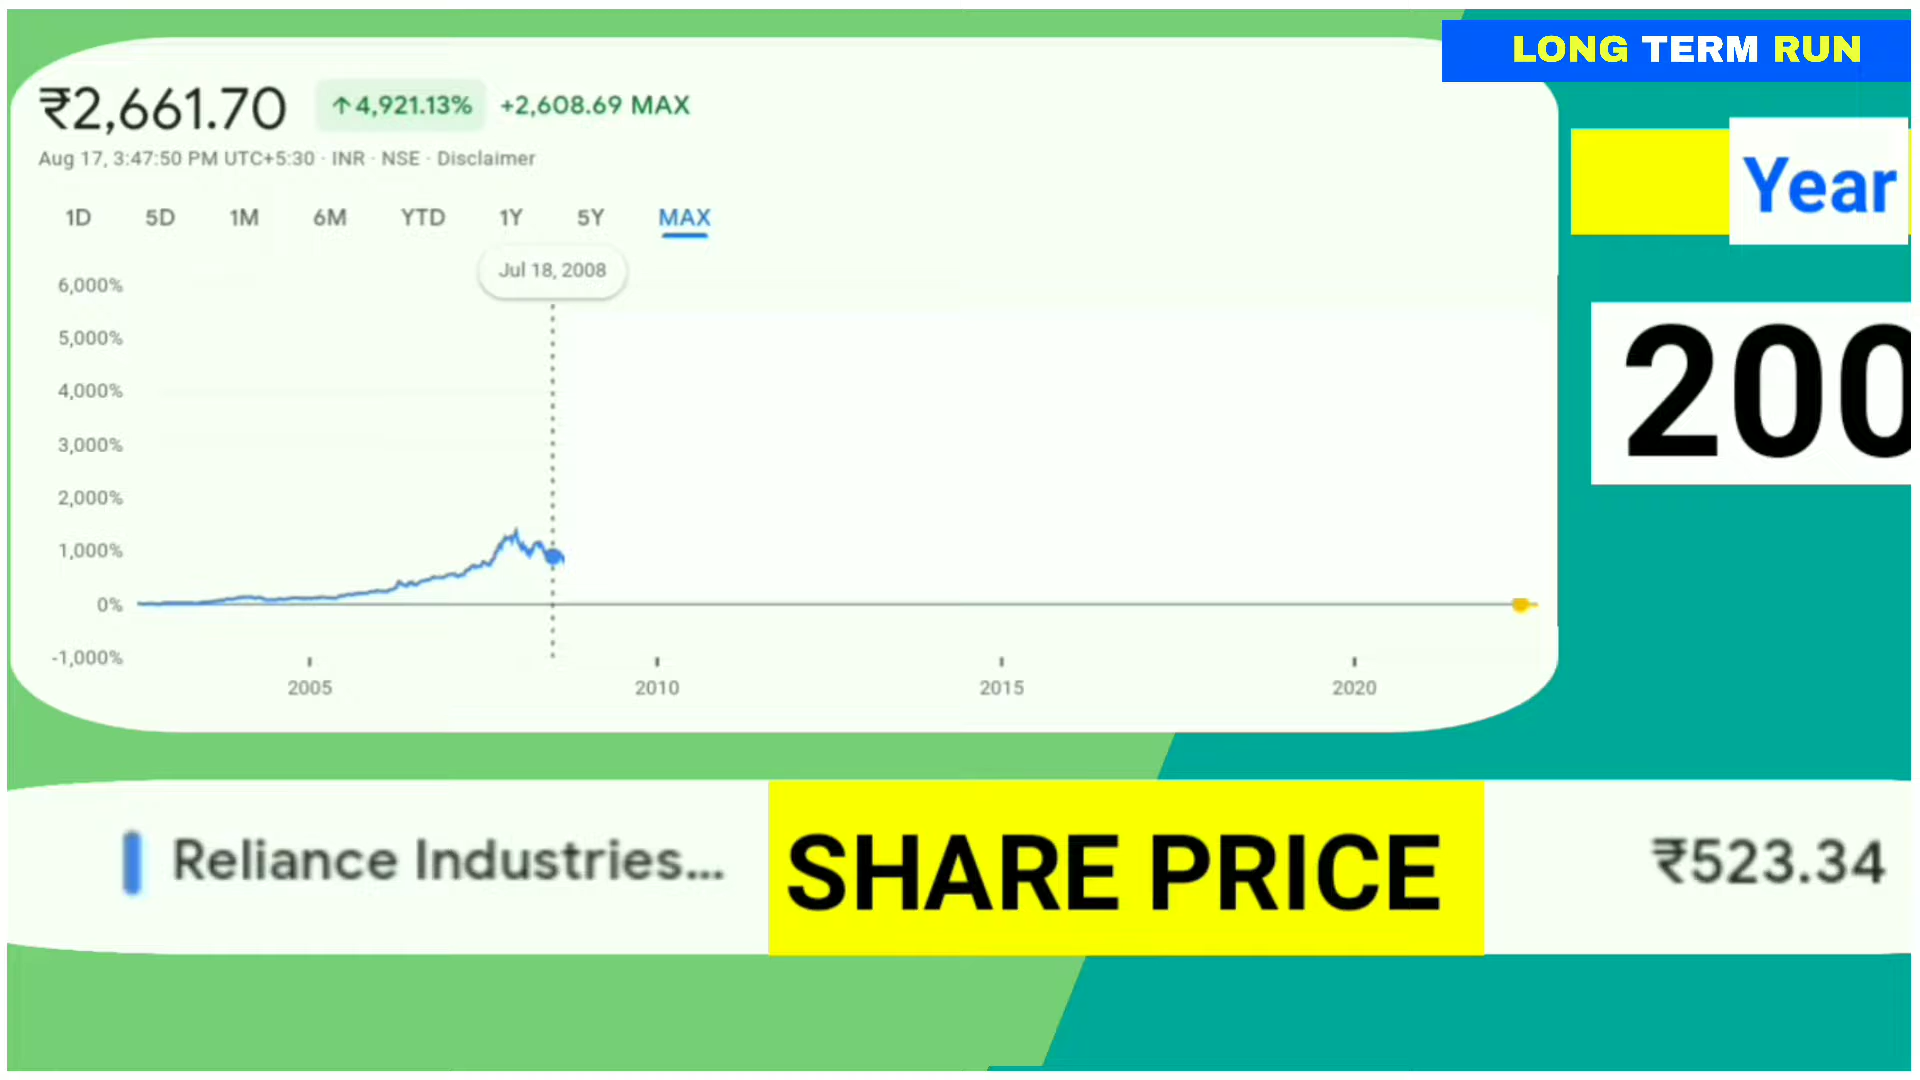 LONG TERM RUN
₹2,661.70 ↑4,921.13% +2,608.69 MAX
Aug 17, 3:47:50 PM UTC+5:30 · INR · NSE · Disclaimer
Year
1D 5D 1M 6M YTD 1Y 5Y MAX
Jul 18, 2008
6,000%
5,000%
4,000%
3,000%
2,000%
1,000%
0%
-1,000%
2005 2010 2015 2020
200
Reliance Industries... SHARE PRICE ₹523.34